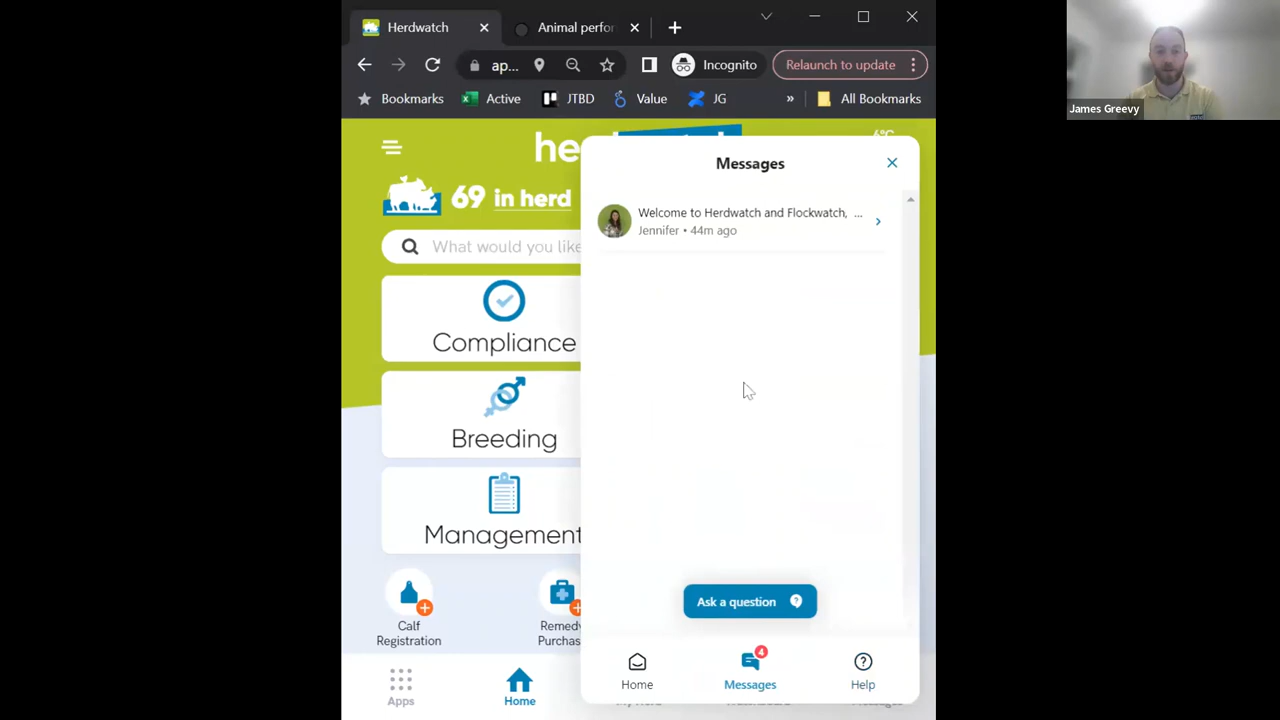 Herdwatch
Animal perfor
ap...
Incognito
Relaunch to update
Bookmarks
Active
JTBD
Value
JG
»
All Bookmarks
James Greevy
he
69 in herd
What would you like
Compliance
Breeding
Management
Calf
Registration
Remedy
Purchas
Apps
Home
Messages
Welcome to Herdwatch and Flockwatch, ...
Jennifer • 44m ago
Ask a question
4
Home
Messages
Help